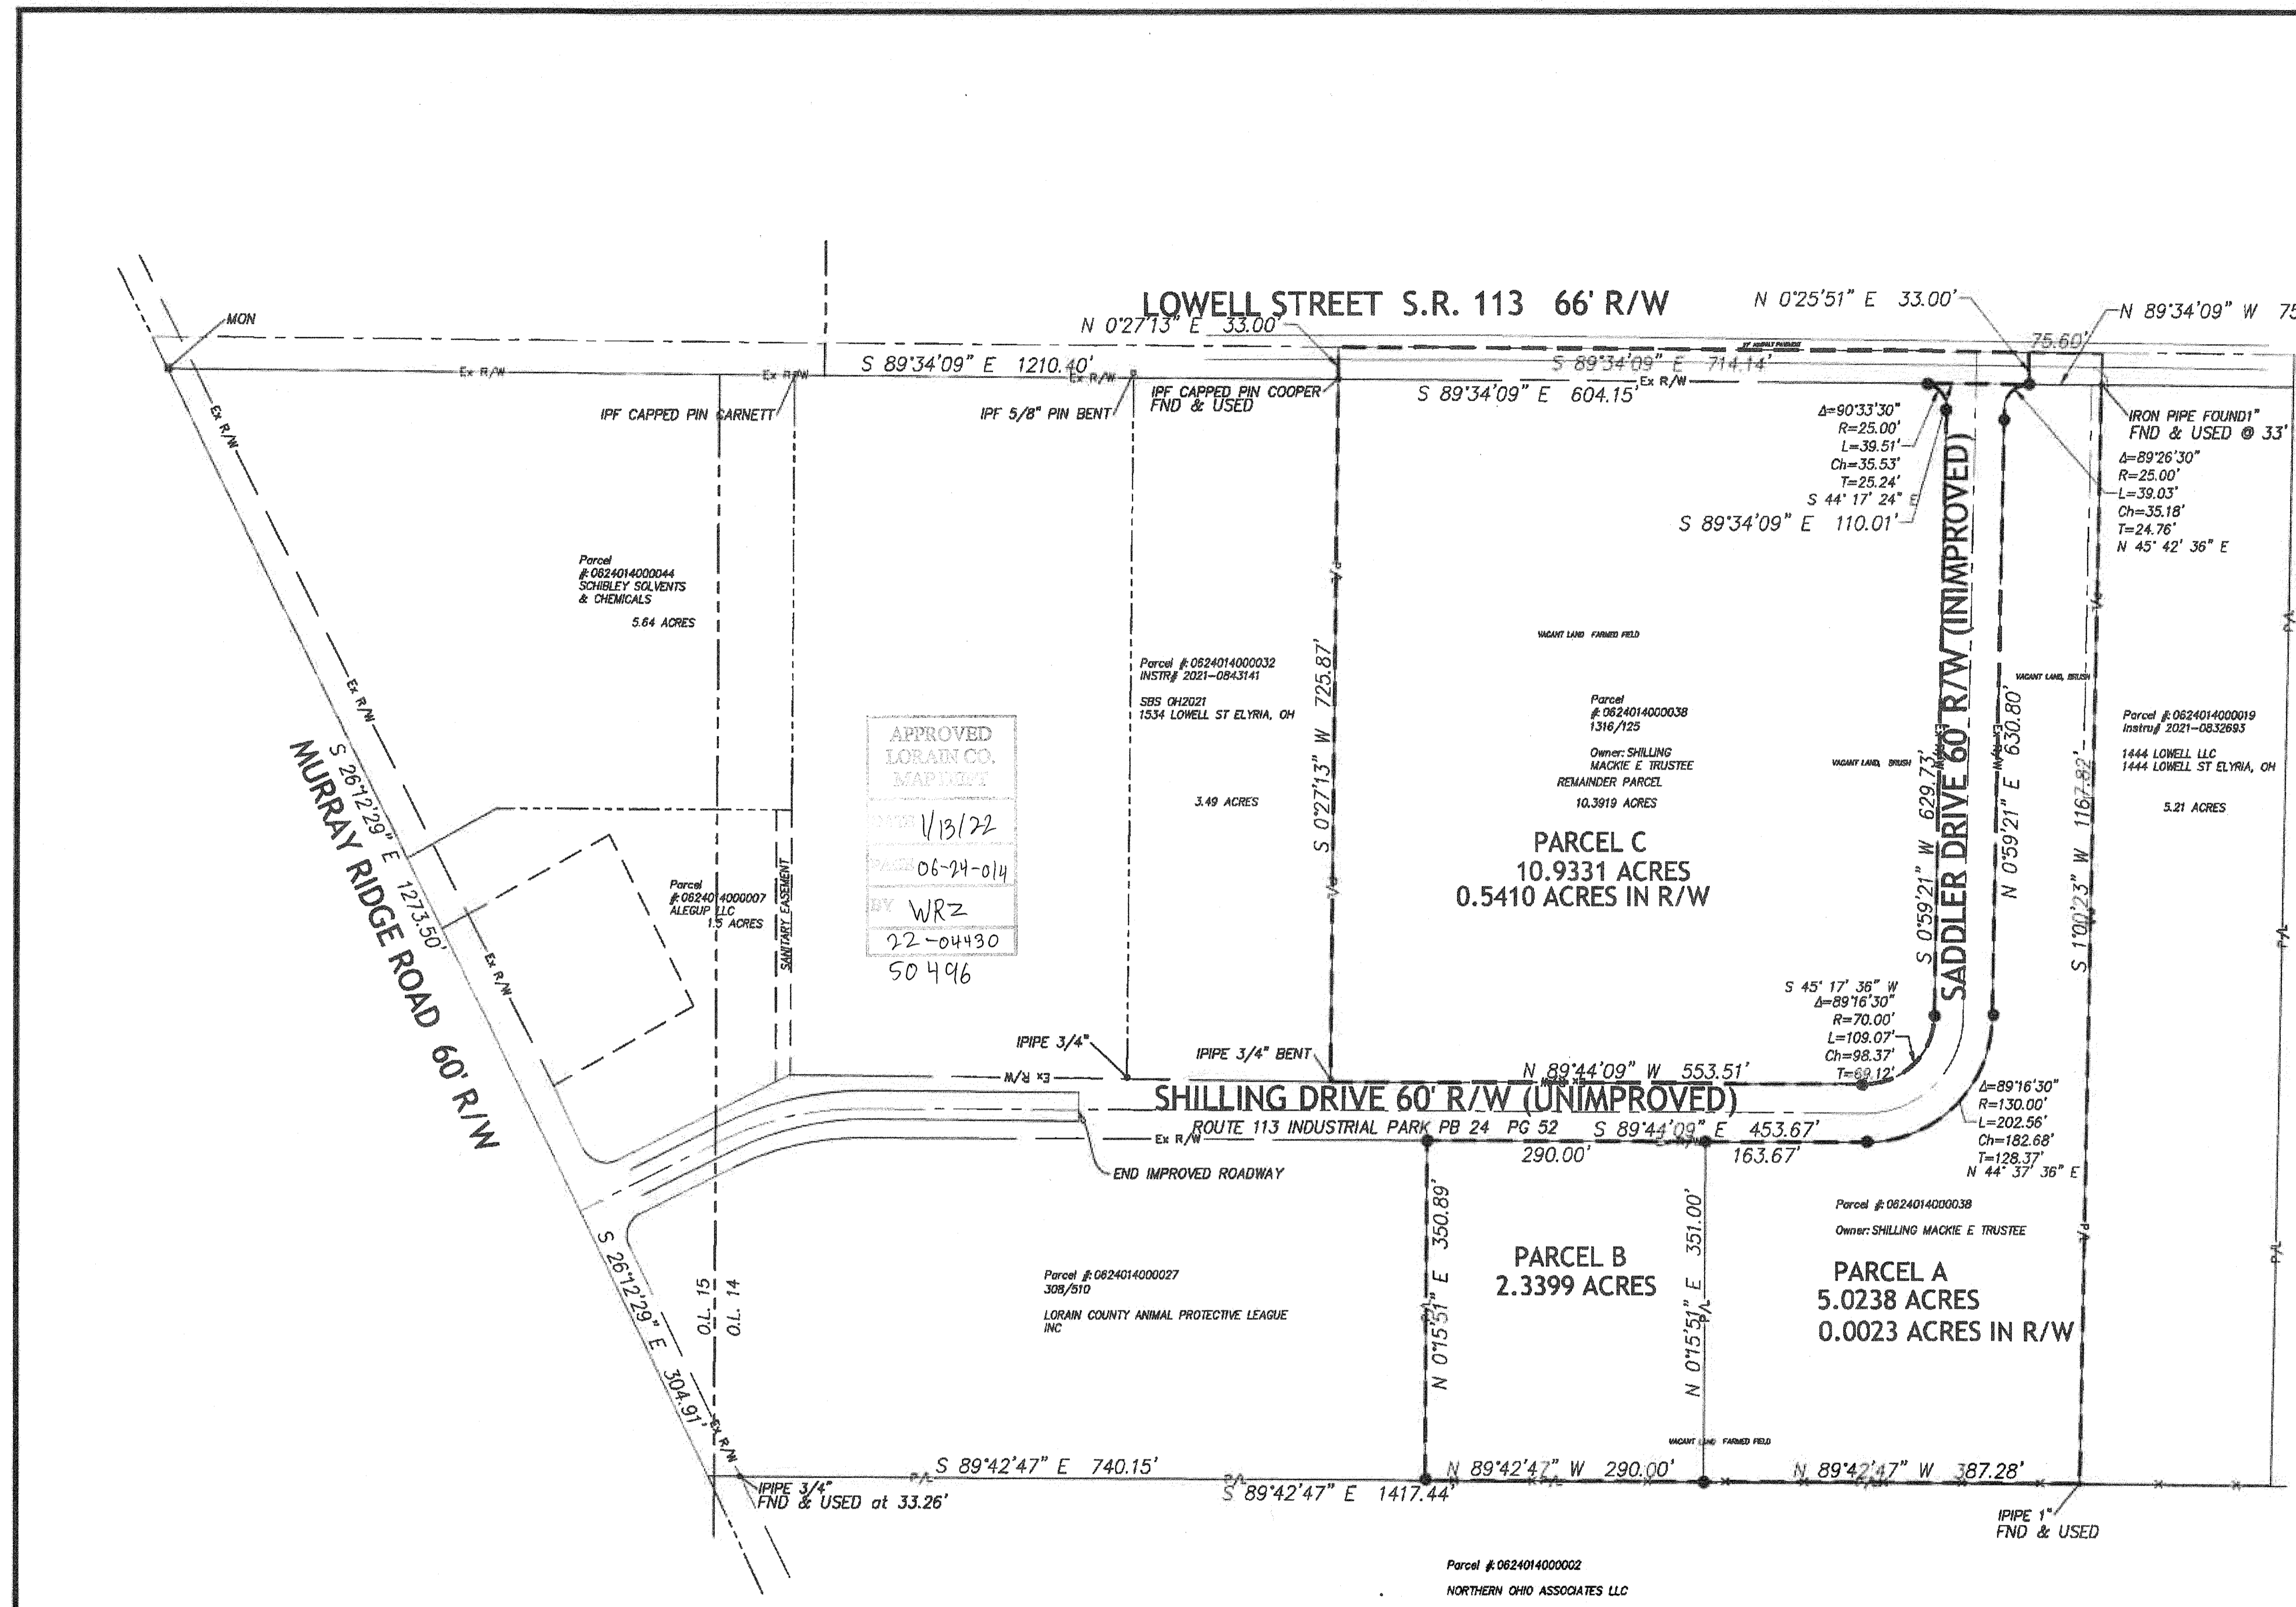 LOWELL STREET S.R. 113 66' R/W
N 0°25'51" E 33.00'
N 89°34'09" W 75
N 0°27'13" E 33.00'
75.60'
MON
S 89°34'09" E 1210.40'
S 89°34'09" E 714.14'
Ex R/W
Ex R/W
Ex R/W
Ex R/W
S 89°34'09" E 604.15'
IPF CAPPED PIN GARNETT
IPF 5/8" PIN BENT
IPF CAPPED PIN COOPER
FND & USED
IRON PIPE FOUND1"
FND & USED @ 33'
Δ=90°33'30"
R=25.00'
L=39.51'
Ch=35.53'
T=25.24'
S 44° 17' 24" E
S 89°34'09" E 110.01'
Δ=89°26'30"
R=25.00'
L=39.03'
Ch=35.18'
T=24.76'
N 45° 42' 36" E
Ex R/W
Ex R/W
Ex R/W
Parcel
#:0624014000044
SCHIBLEY SOLVENTS
& CHEMICALS
5.64 ACRES
S 26°12'29" E 1273.50'
MURRAY RIDGE ROAD 60' R/W
Parcel
#:0624014000007
ALEGUP LLC
1.5 ACRES
SANITARY EASEMENT
APPROVED
LORAIN CO.
MAP DEPT
DATE 1/13/22
PAGE 06-24-014
BY WRZ
22-04430
50496
Parcel #:0624014000032
INSTR# 2021-0843141
SBS OH2021
1534 LOWELL ST ELYRIA, OH
3.49 ACRES
P/L
P/L
S 0°27'13" W 725.87'
VACANT LAND FARMED FIELD
Parcel
#:0624014000038
1316/125
Owner: SHILLING
MACKIE E TRUSTEE
REMAINDER PARCEL
10.3919 ACRES
PARCEL C
10.9331 ACRES
0.5410 ACRES IN R/W
VACANT LAND, BRUSH
S 0°59'21" W 629.73'
SADDLER DRIVE 60' R/W (INIMPROVED)
N 0°59'21" E 630.80'
VACANT LAND, BRUSH
S 1°00'23" W 1167.82'
P/L
Parcel #:0624014000019
Instru# 2021-0832693
1444 LOWELL LLC
1444 LOWELL ST ELYRIA, OH
5.21 ACRES
P/L
P/L
P/L
S 45° 17' 36" W
Δ=89°16'30"
R=70.00'
L=109.07'
Ch=98.37'
T=69.12'
IPIPE 3/4"
IPIPE 3/4" BENT
Ex R/W
N 89°44'09" W 553.51'
SHILLING DRIVE 60' R/W (UNIMPROVED)
ROUTE 113 INDUSTRIAL PARK PB 24 PG 52
S 89°44'09" E 453.67'
Ex R/W
290.00'
163.67'
Δ=89°16'30"
R=130.00'
L=202.56'
Ch=182.68'
T=128.37'
N 44° 37' 36" E
END IMPROVED ROADWAY
Parcel #:0624014000038
Owner: SHILLING MACKIE E TRUSTEE
S 26°12'29" E 304.91'
Ex R/W
O.L. 15
O.L. 14
Parcel #:0624014000027
308/510
LORAIN COUNTY ANIMAL PROTECTIVE LEAGUE
INC
N 0°15'51" E 350.89'
P/L
PARCEL B
2.3399 ACRES
N 0°15'51" E 351.00'
P/L
PARCEL A
5.0238 ACRES
0.0023 ACRES IN R/W
P/L
VACANT LAND FARMED FIELD
S 89°42'47" E 740.15'
N 89°42'47" W 290.00'
N 89°42'47" W 387.28'
P/L
P/L
P/L
P/L
IPIPE 3/4"
FND & USED at 33.26'
S 89°42'47" E 1417.44'
IPIPE 1"
FND & USED
Parcel #:0624014000002
NORTHERN OHIO ASSOCIATES LLC